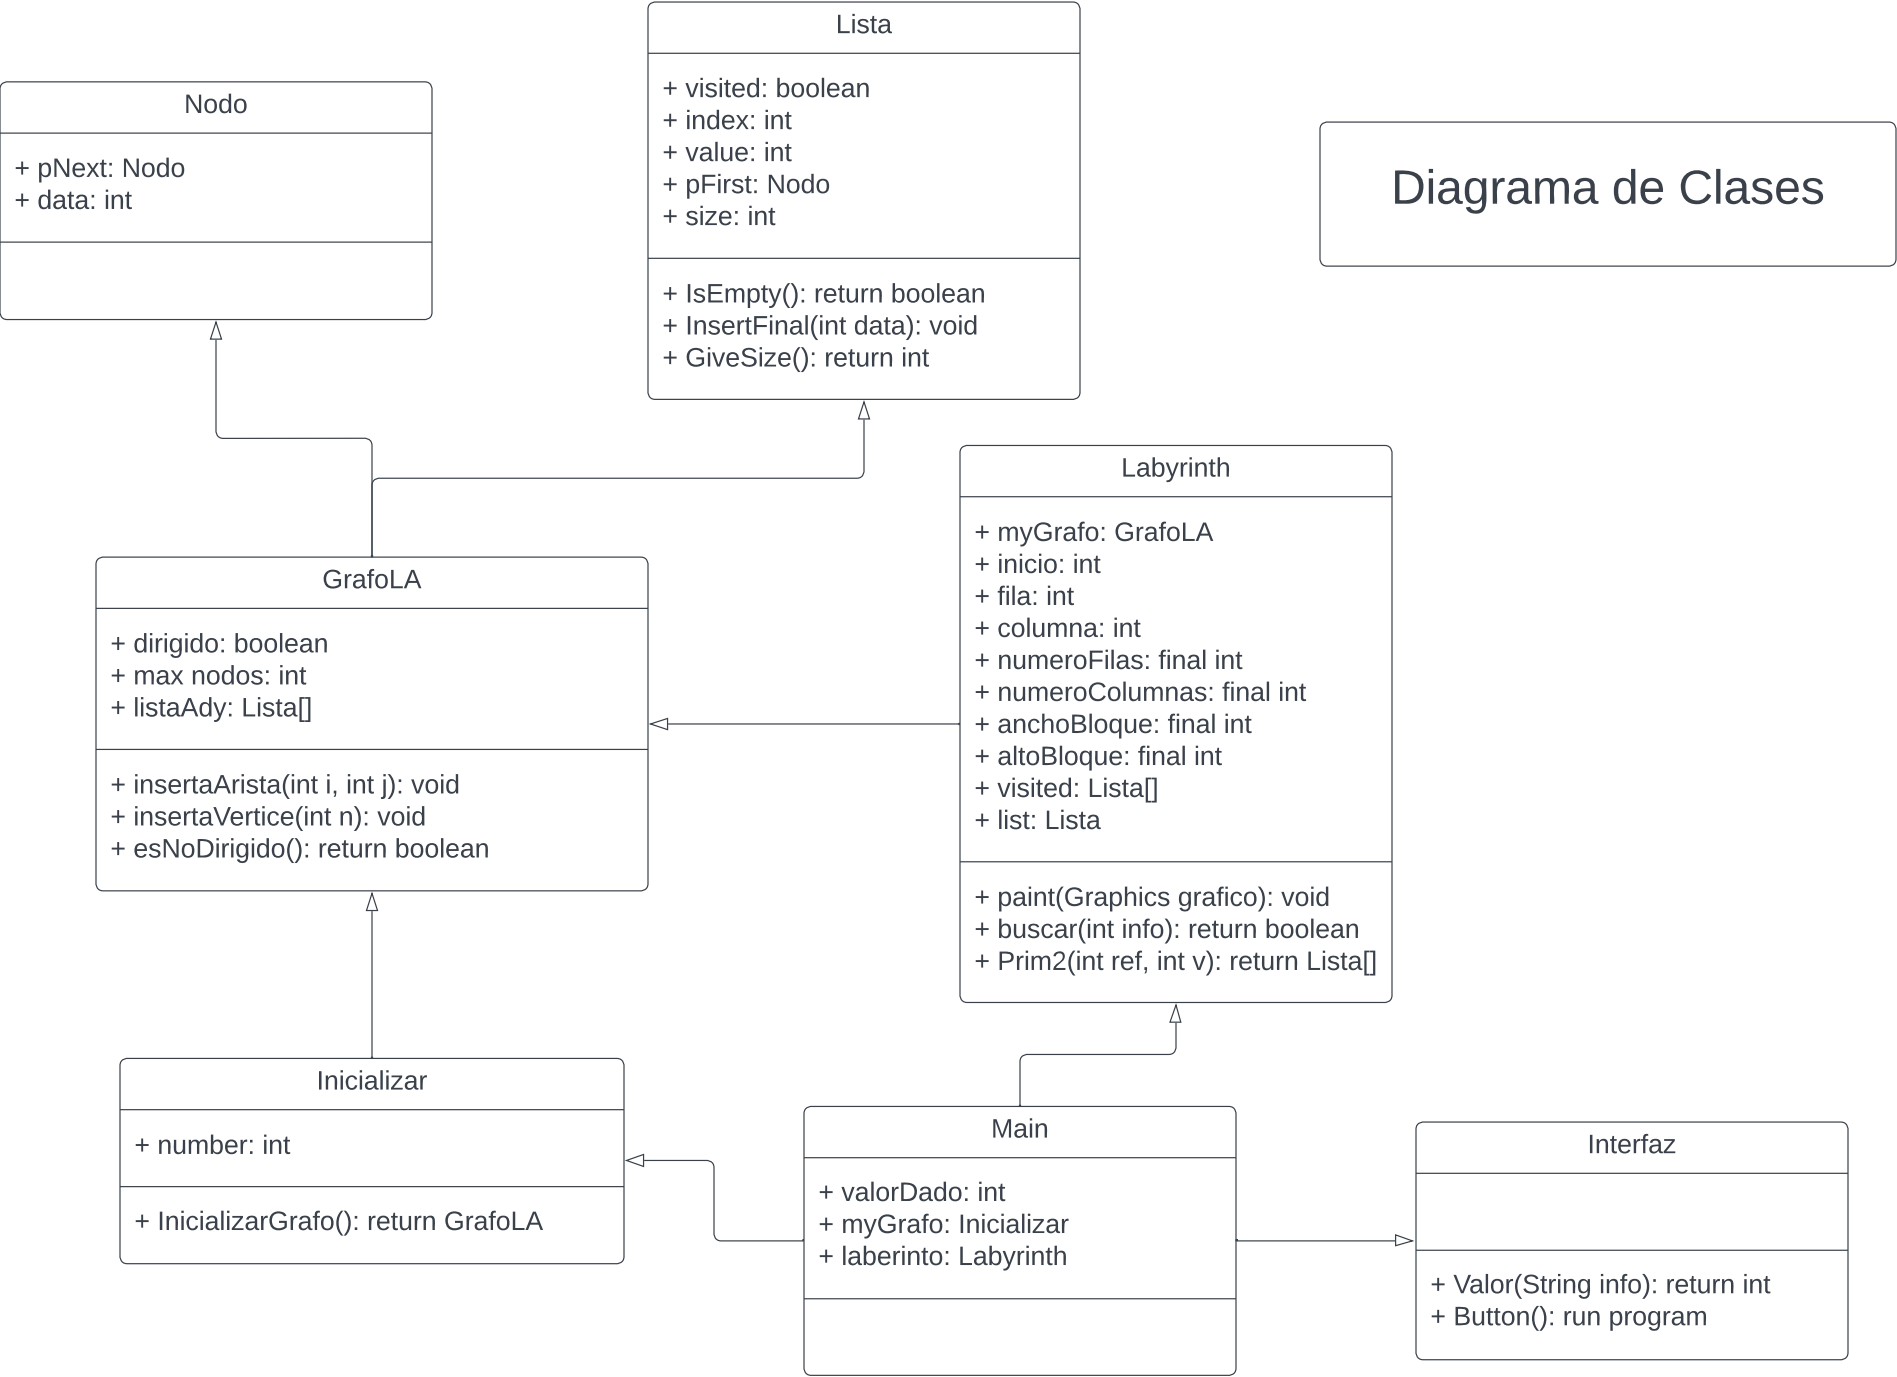 Lista
+ visited: boolean
+ index: int
+ value: int
+ pFirst: Nodo
+ size: int
+ IsEmpty(): return boolean
+ InsertFinal(int data): void
+ GiveSize(): return int
Nodo
+ pNext: Nodo
+ data: int
Diagrama de Clases
Labyrinth
+ myGrafo: GrafoLA
+ inicio: int
+ fila: int
+ columna: int
+ numeroFilas: final int
+ numeroColumnas: final int
+ anchoBloque: final int
+ altoBloque: final int
+ visited: Lista[]
+ list: Lista
+ paint(Graphics grafico): void
+ buscar(int info): return boolean
+ Prim2(int ref, int v): return Lista[]
GrafoLA
+ dirigido: boolean
+ max nodos: int
+ listaAdy: Lista[]
+ insertaArista(int i, int j): void
+ insertaVertice(int n): void
+ esNoDirigido(): return boolean
Inicializar
+ number: int
+ InicializarGrafo(): return GrafoLA
Main
+ valorDado: int
+ myGrafo: Inicializar
+ laberinto: Labyrinth
Interfaz
+ Valor(String info): return int
+ Button(): run program